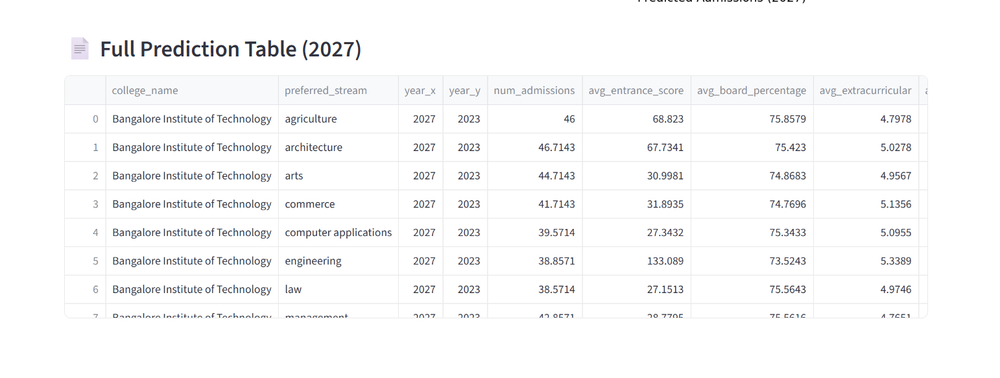 Predicted Admissions (2027)
Full Prediction Table (2027)
college_name preferred_stream year_x year_y num_admissions avg_entrance_score avg_board_percentage avg_extracurricular
0 Bangalore Institute of Technology agriculture 2027 2023 46 68.823 75.8579 4.7978
1 Bangalore Institute of Technology architecture 2027 2023 46.7143 67.7341 75.423 5.0278
2 Bangalore Institute of Technology arts 2027 2023 44.7143 30.9981 74.8683 4.9567
3 Bangalore Institute of Technology commerce 2027 2023 41.7143 31.8935 74.7696 5.1356
4 Bangalore Institute of Technology computer applications 2027 2023 39.5714 27.3432 75.3433 5.0955
5 Bangalore Institute of Technology engineering 2027 2023 38.8571 133.089 73.5243 5.3389
6 Bangalore Institute of Technology law 2027 2023 38.5714 27.1513 75.5643 4.9746
7 Bangalore Institute of Technology management 2027 2023 42.8571 28.7795 75.5616 4.7651